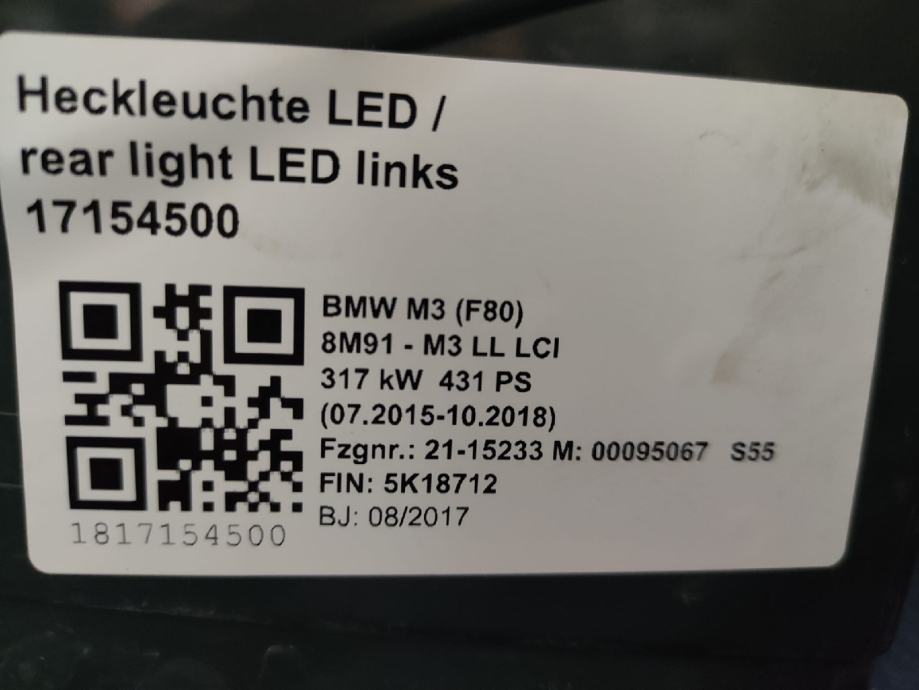 Heckleuchte LED /
rear light LED links
17154500
BMW M3 (F80)
8M91 - M3 LL LCI
317 kW 431 PS
(07.2015-10.2018)
Fzgnr.: 21-15233 M: 00095067 S55
FIN: 5K18712
BJ: 08/2017
1817154500